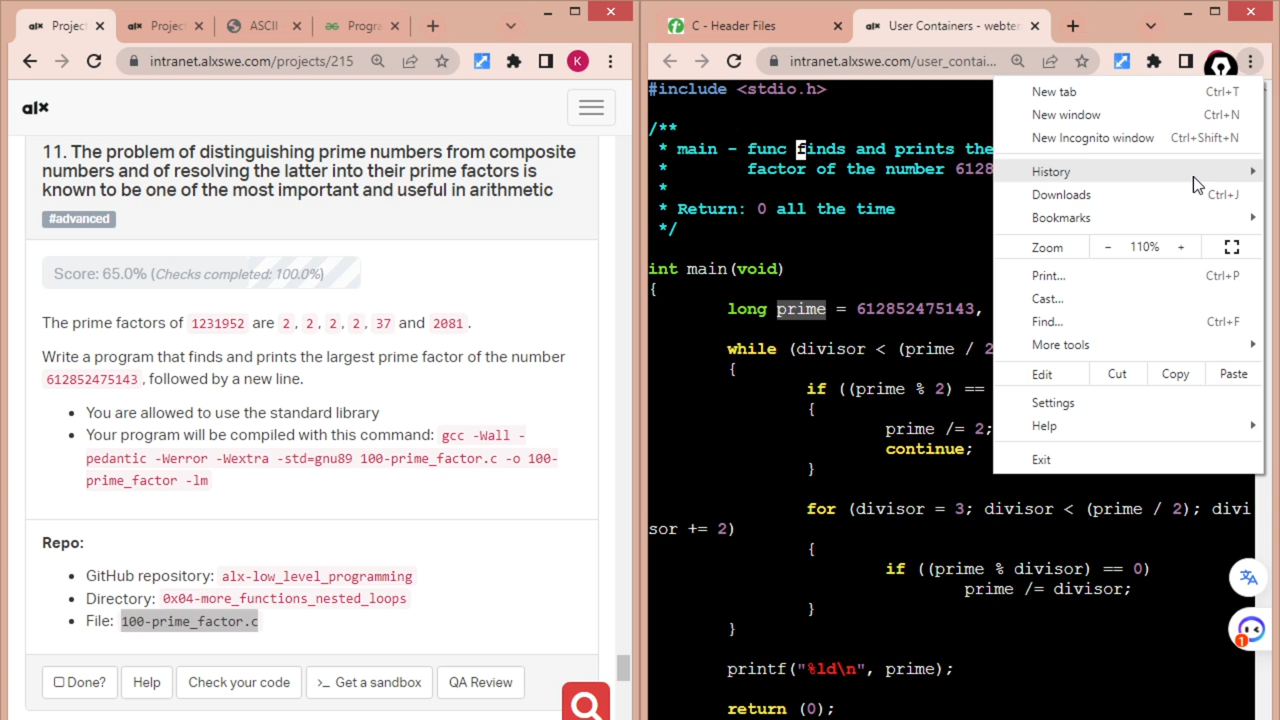 Projec
Projec
ASCII
Progra
intranet.alxswe.com/projects/215
K
alx
11. The problem of distinguishing prime numbers from composite
numbers and of resolving the latter into their prime factors is
known to be one of the most important and useful in arithmetic
#advanced
Score: 65.0% (Checks completed: 100.0%)
The prime factors of 1231952 are 2, 2, 2, 2, 37 and 2081.
Write a program that finds and prints the largest prime factor of the number
612852475143, followed by a new line.
• You are allowed to use the standard library
• Your program will be compiled with this command: gcc -Wall -
pedantic -Werror -Wextra -std=gnu89 100-prime_factor.c -o 100-
prime_factor -lm
Repo:
• GitHub repository: alx-low_level_programming
• Directory: 0x04-more_functions_nested_loops
• File: 100-prime_factor.c
Done?
lp
Check your code
>_ Get a sandbox
QA Review
C - Header Files
User Containers - webter
intranet.alxswe.com/user_contai...
#include <stdio.h>
/**
* main - func finds and prints the
* factor of the number 6128
*
* Return: 0 all the time
*/
int main(void)
{
long prime = 612852475143,
while (divisor < (prime / 2
{
if ((prime % 2) ==
{
prime /= 2;
continue;
}
for (divisor = 3; divisor < (prime / 2); divi
sor += 2)
{
if ((prime % divisor) == 0)
prime /= divisor;
}
}
printf("%ld\n", prime);
return (0);
New tab Ctrl+T
New window Ctrl+N
New Incognito window Ctrl+Shift+N
History
Downloads Ctrl+J
Bookmarks
Zoom - 110% +
Print... Ctrl+P
Cast...
Find... Ctrl+F
More tools
Edit Cut Copy Paste
Settings
Help
Exit
1